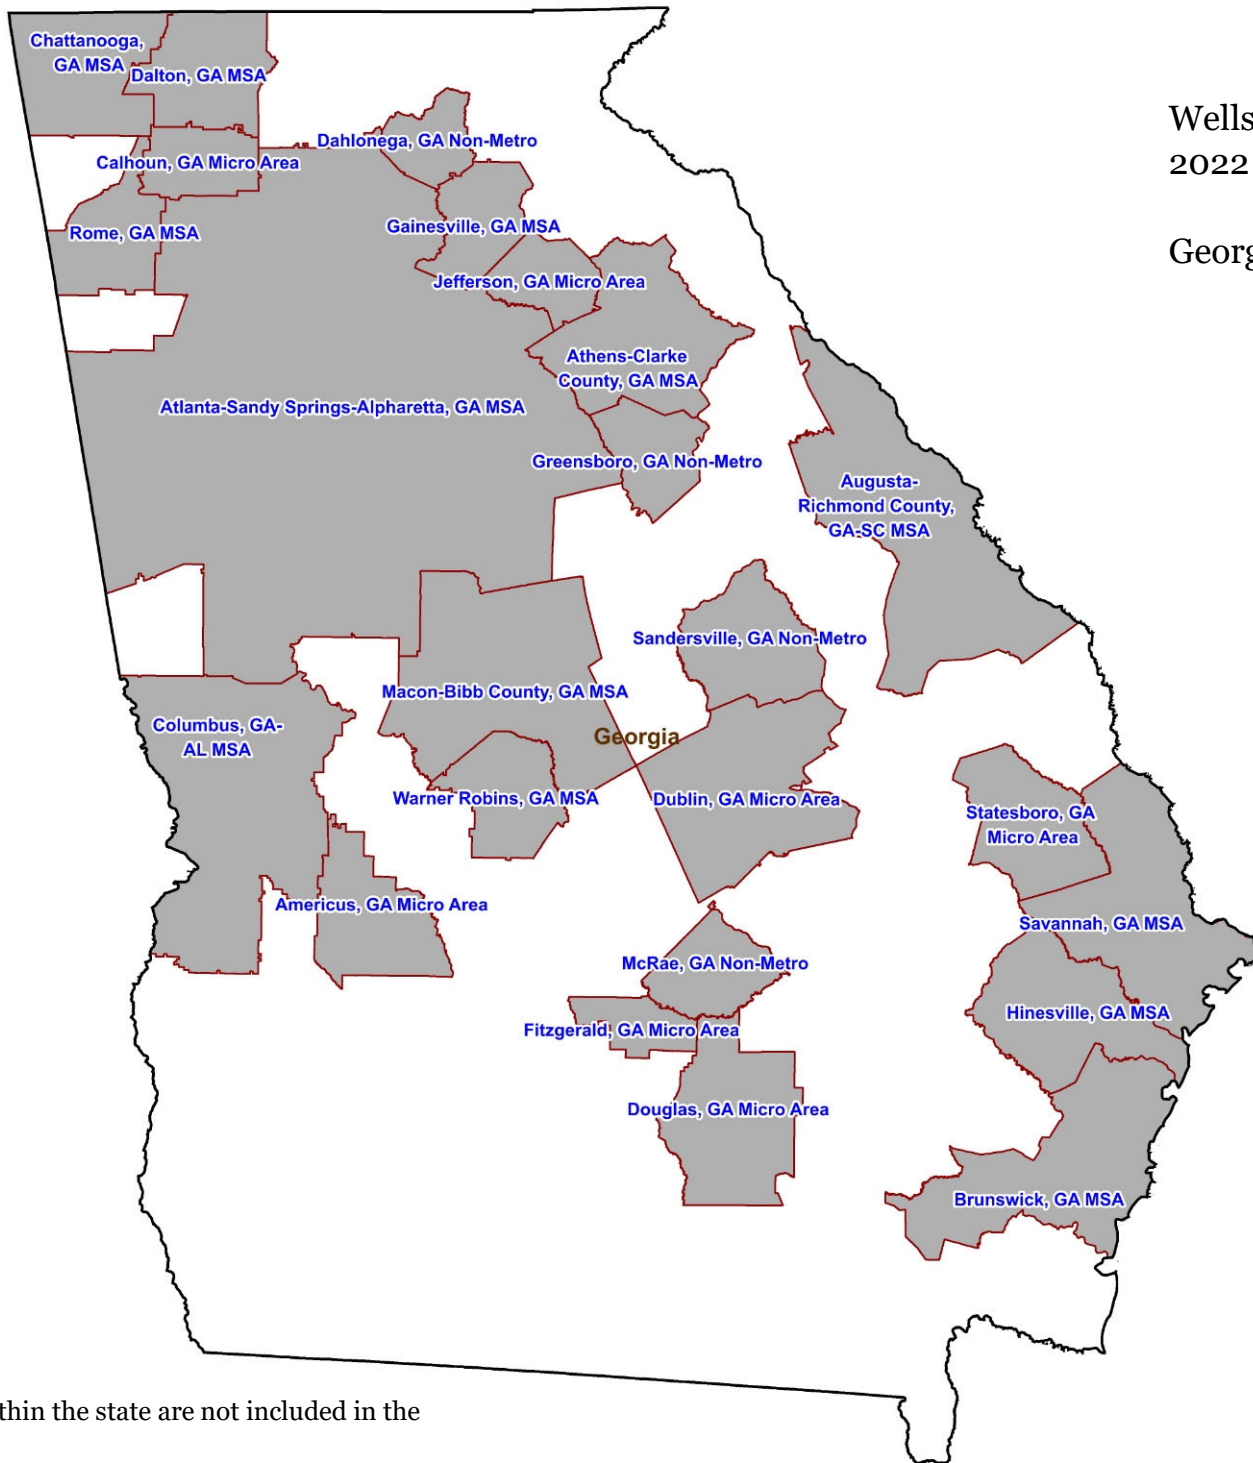 Chattanooga,
GA MSA
Dalton, GA MSA
Wells
2022
Dahlonega, GA Non-Metro
Calhoun, GA Micro Area
Rome, GA MSA
Gainesville, GA MSA
Georg
Jefferson, GA Micro Area
Athens-Clarke
County, GA MSA
Atlanta-Sandy Springs-Alpharetta, GA MSA
Greensboro, GA Non-Metro
Augusta-
Richmond County,
GA-SC MSA
Sandersville, GA Non-Metro
Macon-Bibb County, GA MSA
Columbus, GA-
AL MSA
Georgia
Warner Robins, GA MSA
Dublin, GA Micro Area
Statesboro, GA
Micro Area
Americus, GA Micro Area
Savannah, GA MSA
McRae, GA Non-Metro
Hinesville, GA MSA
Fitzgerald, GA Micro Area
Douglas, GA Micro Area
Brunswick, GA MSA
thin the state are not included in the